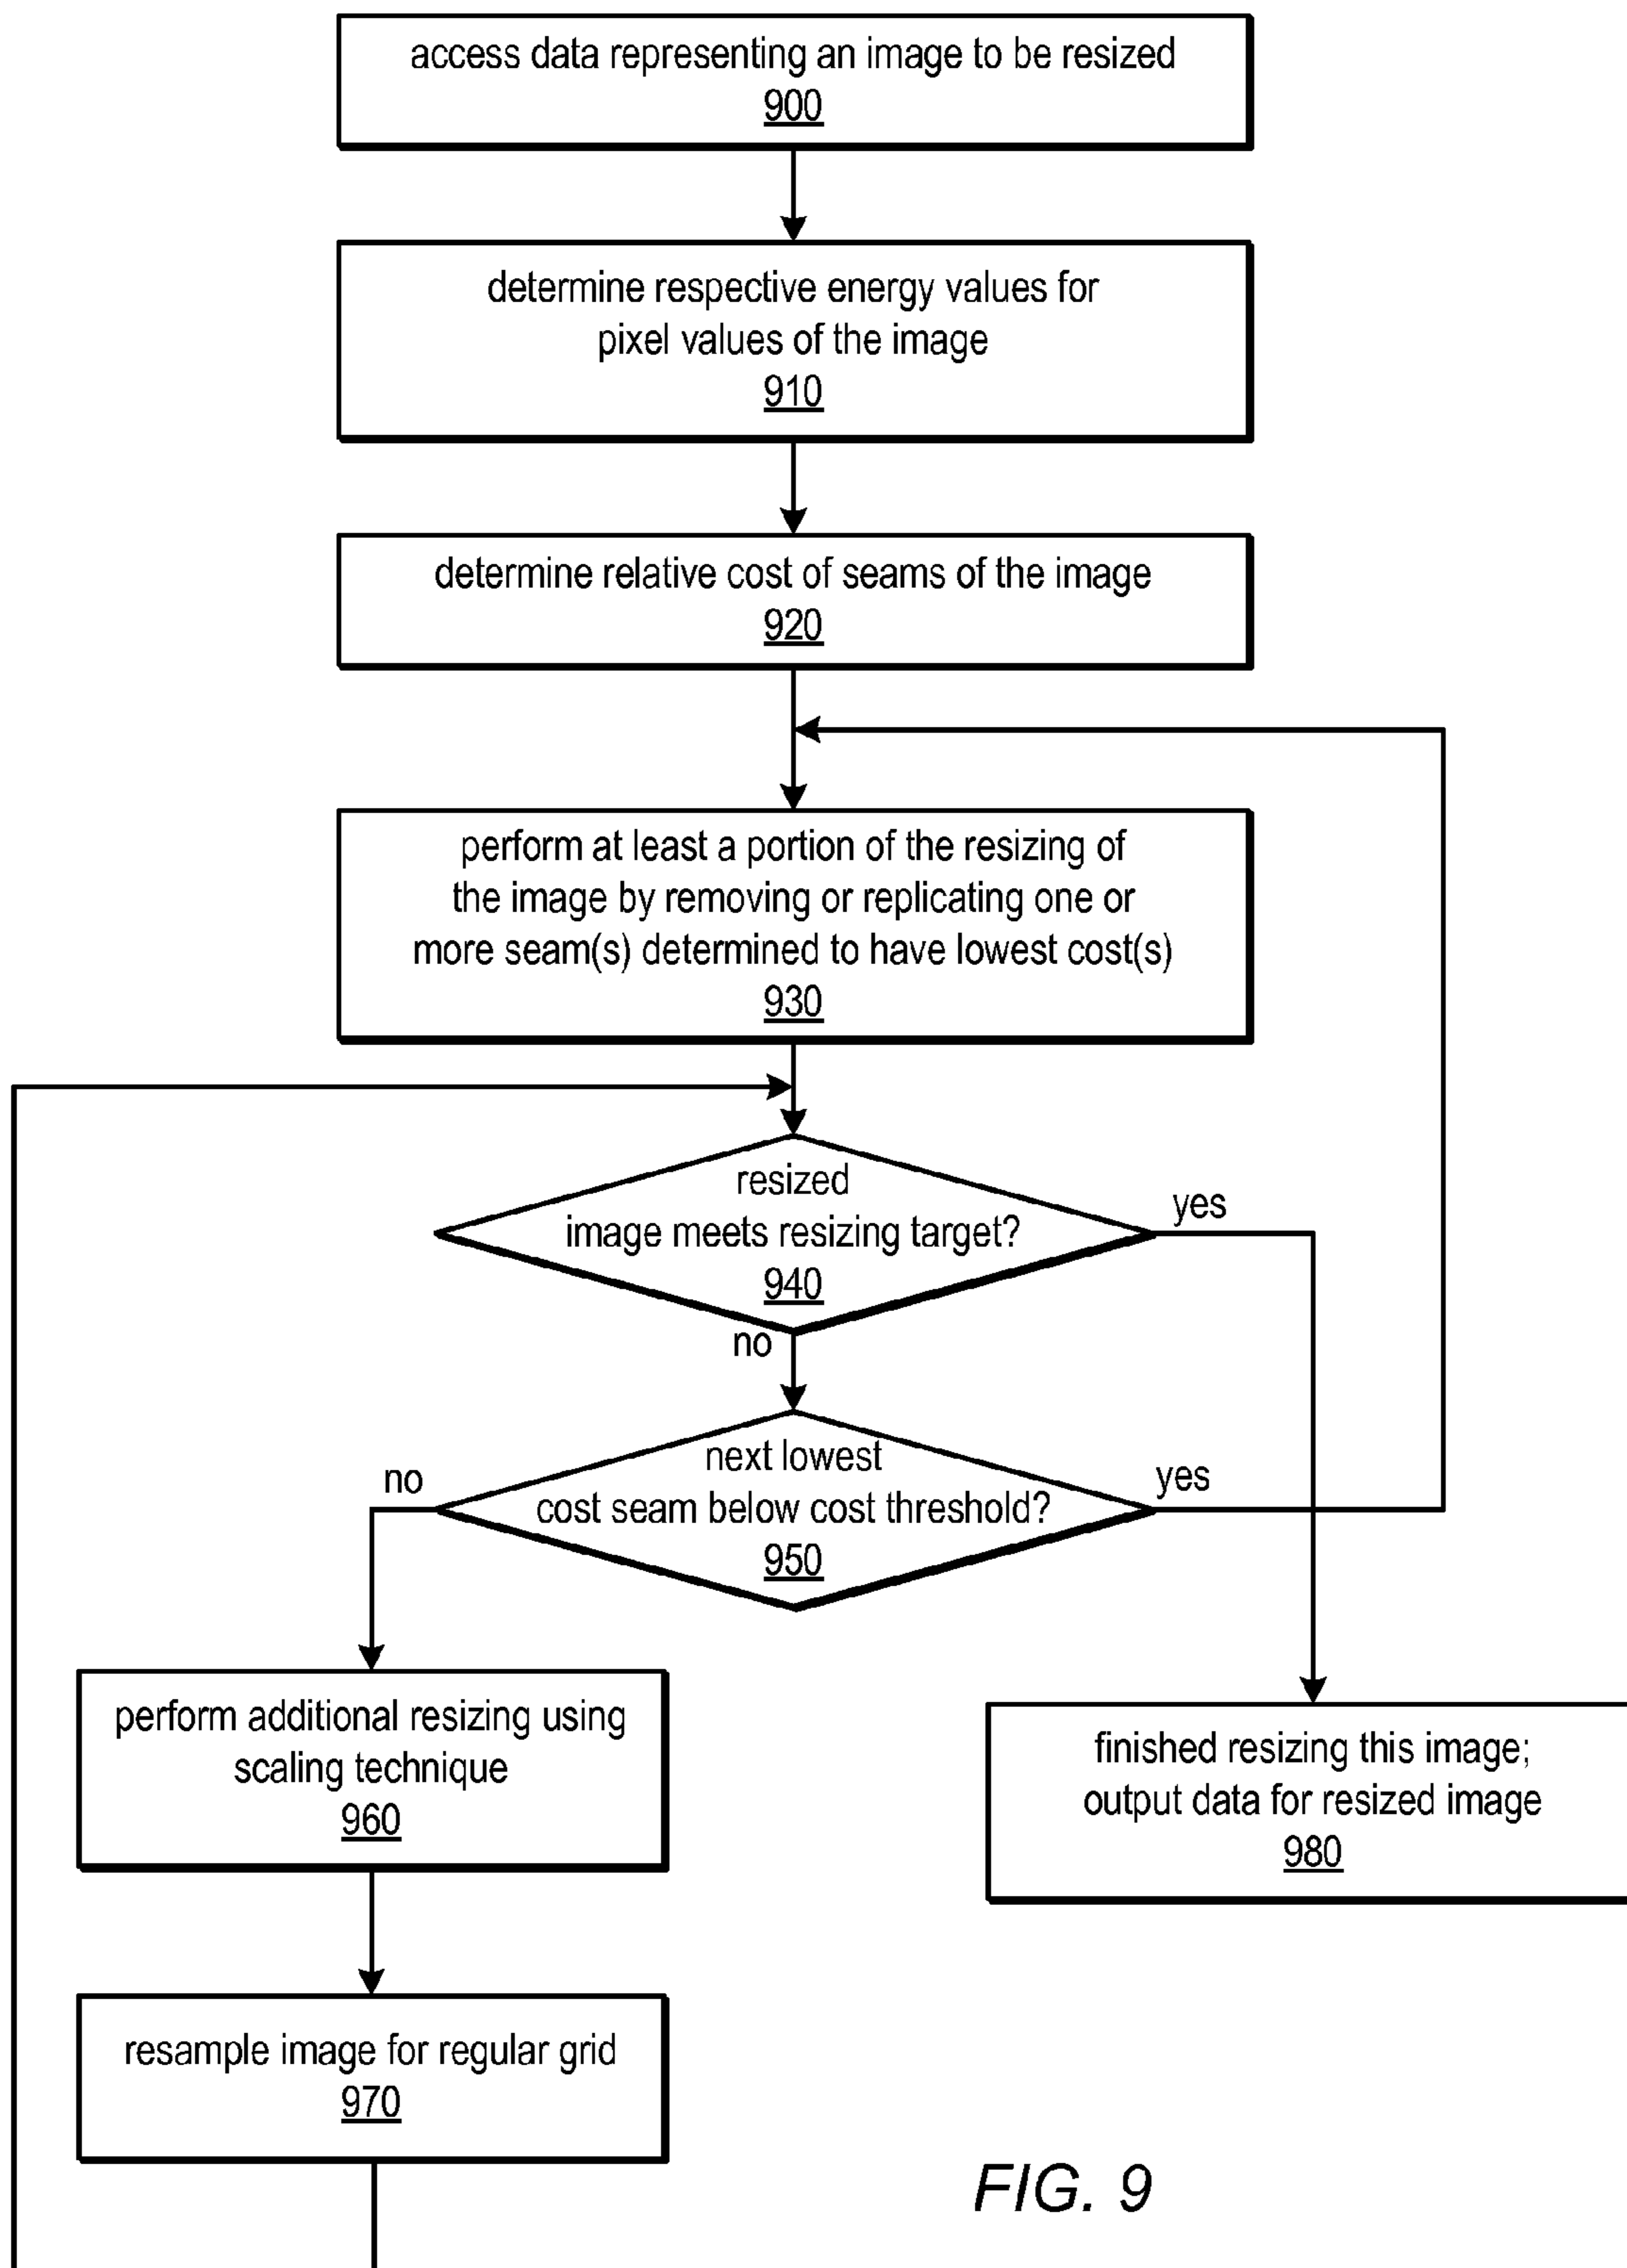 access data representing an image to be resized
900
determine respective energy values for
pixel values of the image
910
determine relative cost of seams of the image
920
perform at least a portion of the resizing of
the image by removing or replicating one or
more seam(s) determined to have lowest cost(s)
930
resized
image meets resizing target?
940
yes
no
next lowest
cost seam below cost threshold?
950
no
yes
perform additional resizing using
scaling technique
960
finished resizing this image;
output data for resized image
980
resample image for regular grid
970
FIG. 9